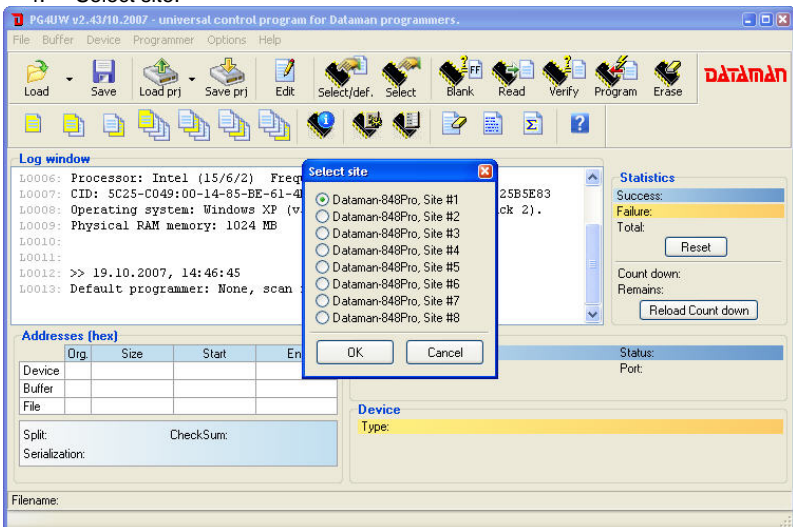 Select site.
PG4UW v2.43/10.2007 - universal control program for Dataman programmers.
File Buffer Device Programmer Options Help
Load Save Load prj Save prj Edit Select/def. Select Blank Read Verify Program Erase DATAMAN
Log window
L0006: Processor: Intel (15/6/2) Freq
L0007: CID: 5C25-C049:00-14-85-BE-61-4 25B5E83
L0008: Operating system: Windows XP (v. ck 2).
L0009: Physical RAM memory: 1024 MB
L0010:
L0011:
L0012: >> 19.10.2007, 14:46:45
L0013: Default programmer: None, scan
Select site
Dataman-848Pro, Site #1
Dataman-848Pro, Site #2
Dataman-848Pro, Site #3
Dataman-848Pro, Site #4
Dataman-848Pro, Site #5
Dataman-848Pro, Site #6
Dataman-848Pro, Site #7
Dataman-848Pro, Site #8
OK Cancel
Statistics
Success:
Failure:
Total:
Reset
Count down:
Remains:
Reload Count down
Addresses (hex)
Org. Size Start En
Device
Buffer
File
Split: CheckSum:
Serialization:
Status:
Port:
Device
Type:
Filename: